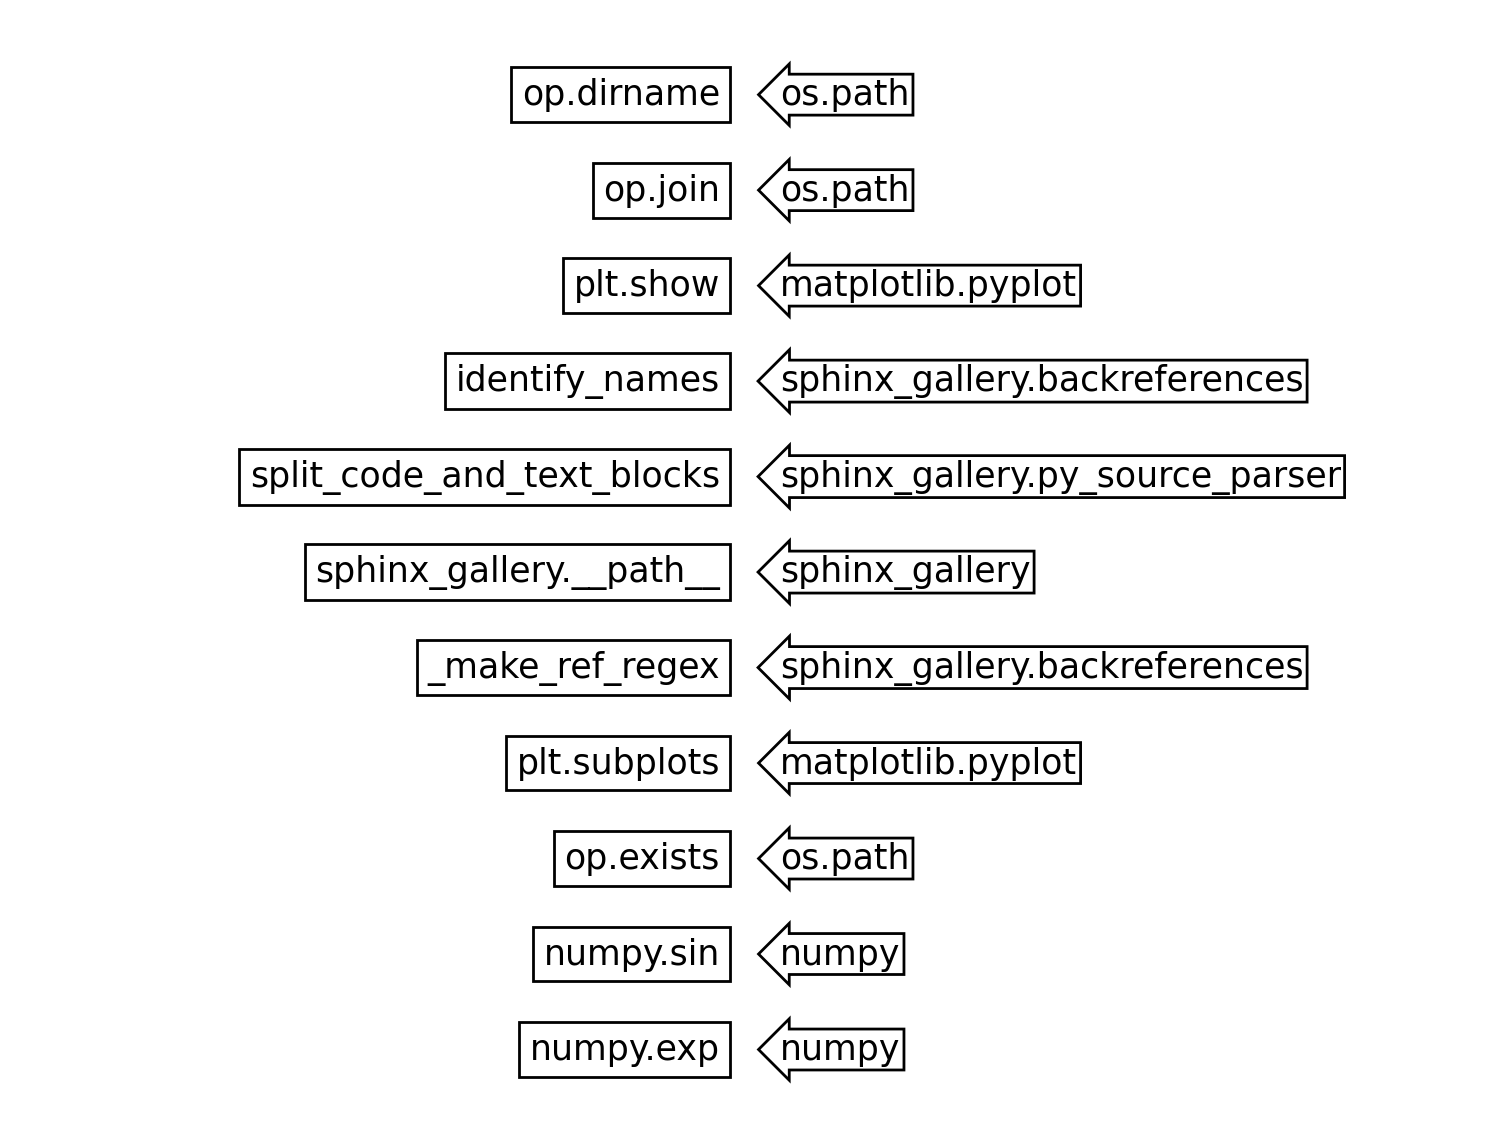 op.dirname os.path
op.join os.path
plt.show matplotlib.pyplot
identify_names sphinx_gallery.backreferences
split_code_and_text_blocks sphinx_gallery.py_source_parser
sphinx_gallery.__path__ sphinx_gallery
_make_ref_regex sphinx_gallery.backreferences
plt.subplots matplotlib.pyplot
op.exists os.path
numpy.sin numpy
numpy.exp numpy